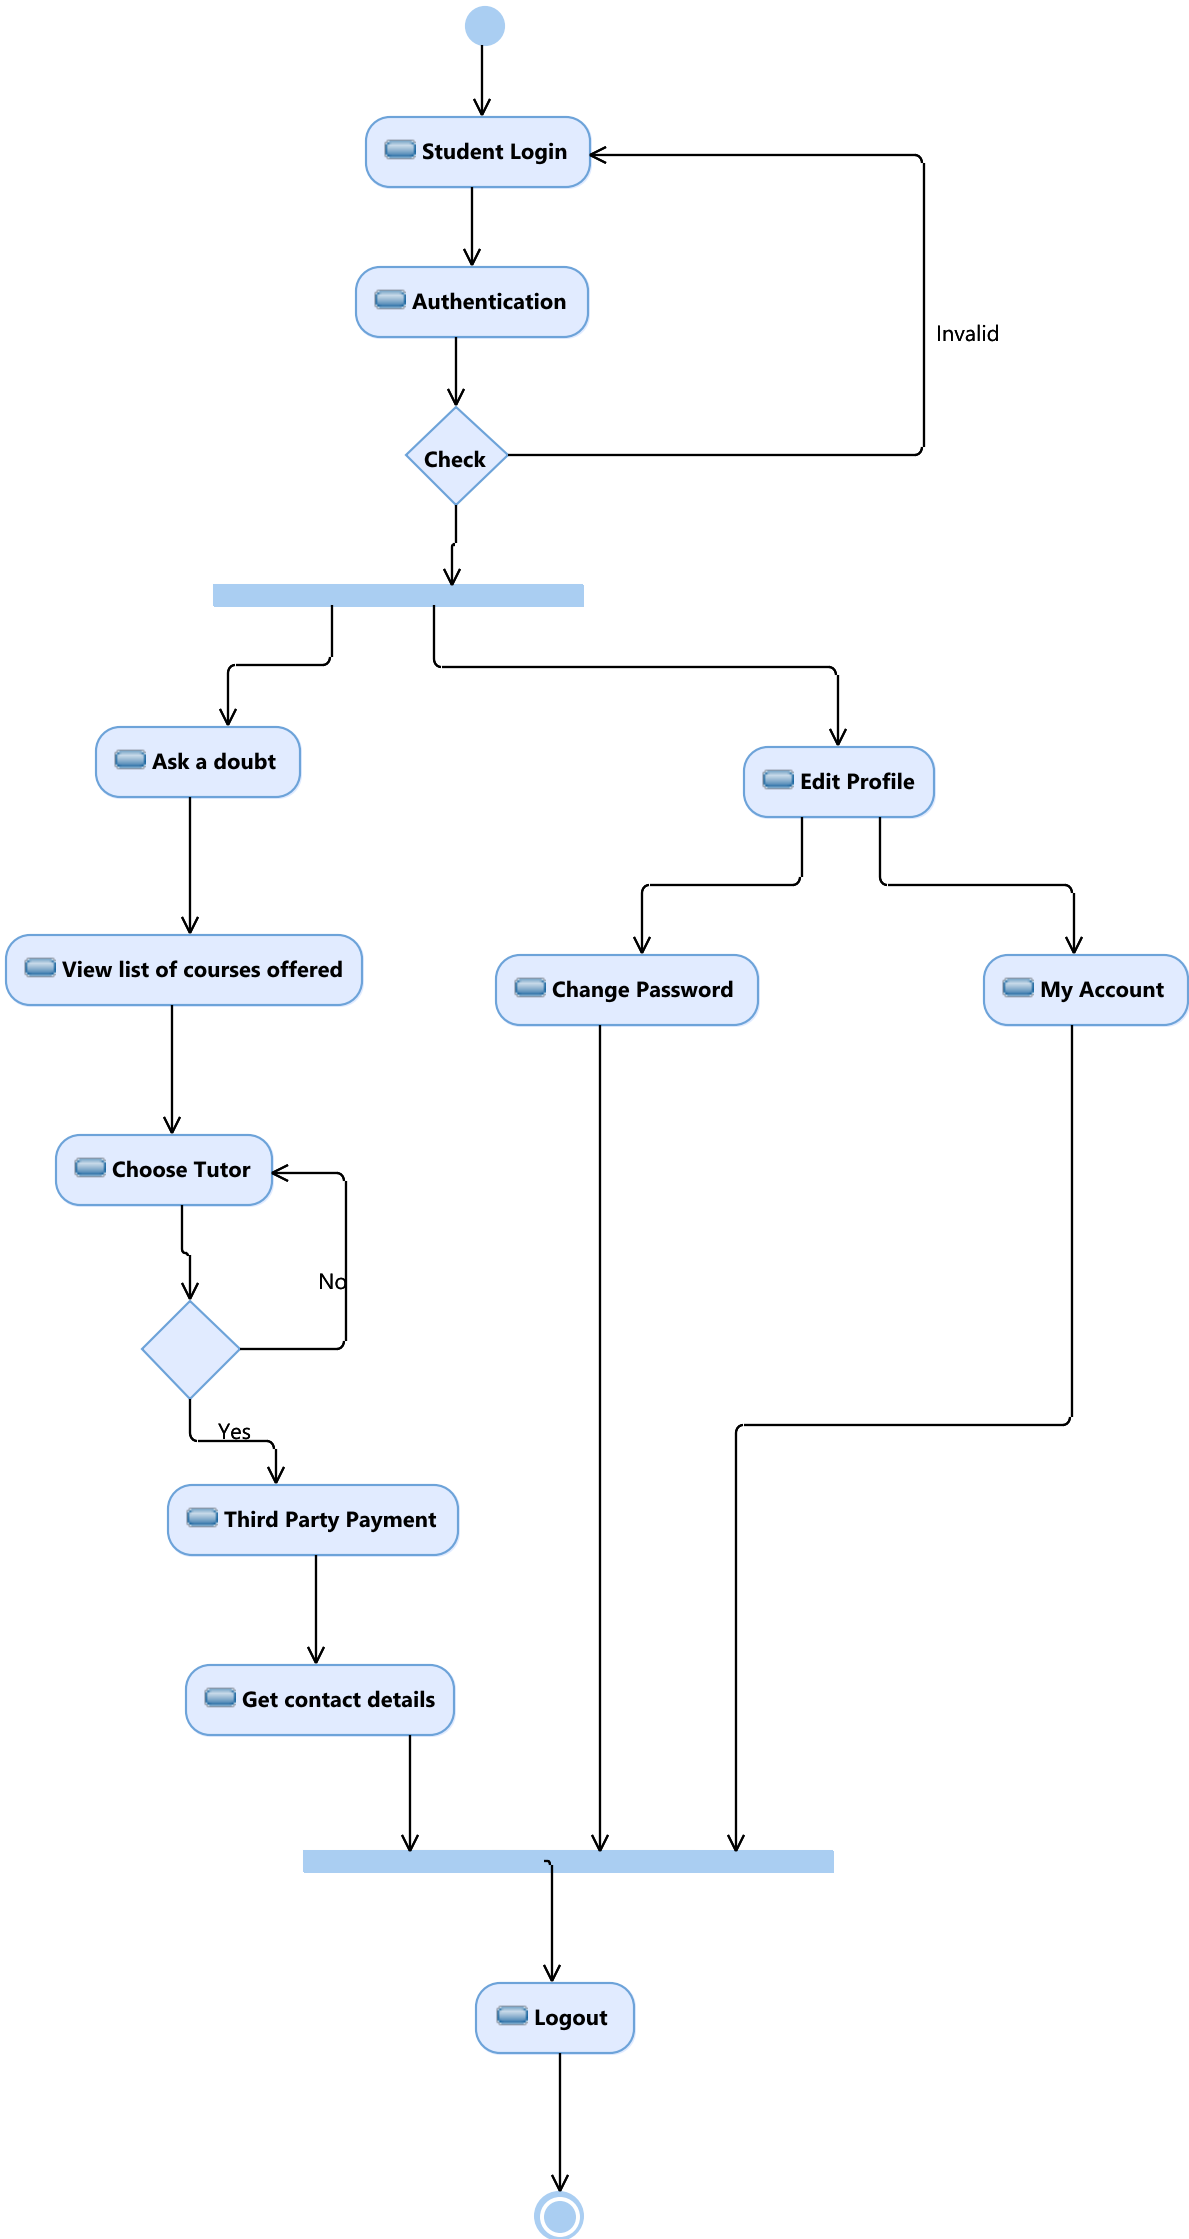 Student Login
Authentication
Invalid
Check
Ask a doubt
Edit Profile
View list of courses offered
Change Password
My Account
Choose Tutor
No
Yes
Third Party Payment
Get contact details
Logout